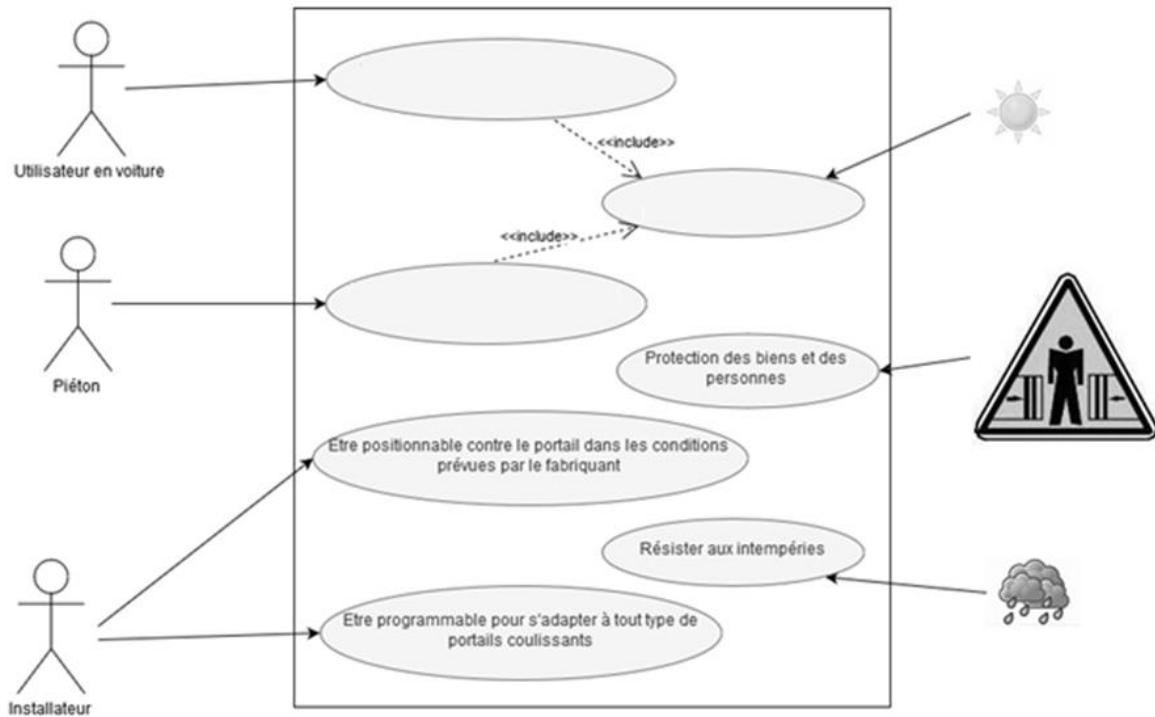 Utilisateur en voiture
<<include>>
<<include>>
Piéton
Protection des biens et des
personnes
Etre positionnable contre le portail dans les conditions
prévues par le fabriquant
Résister aux intempéries
Etre programmable pour s'adapter à tout type de
portails coulissants
Installateur